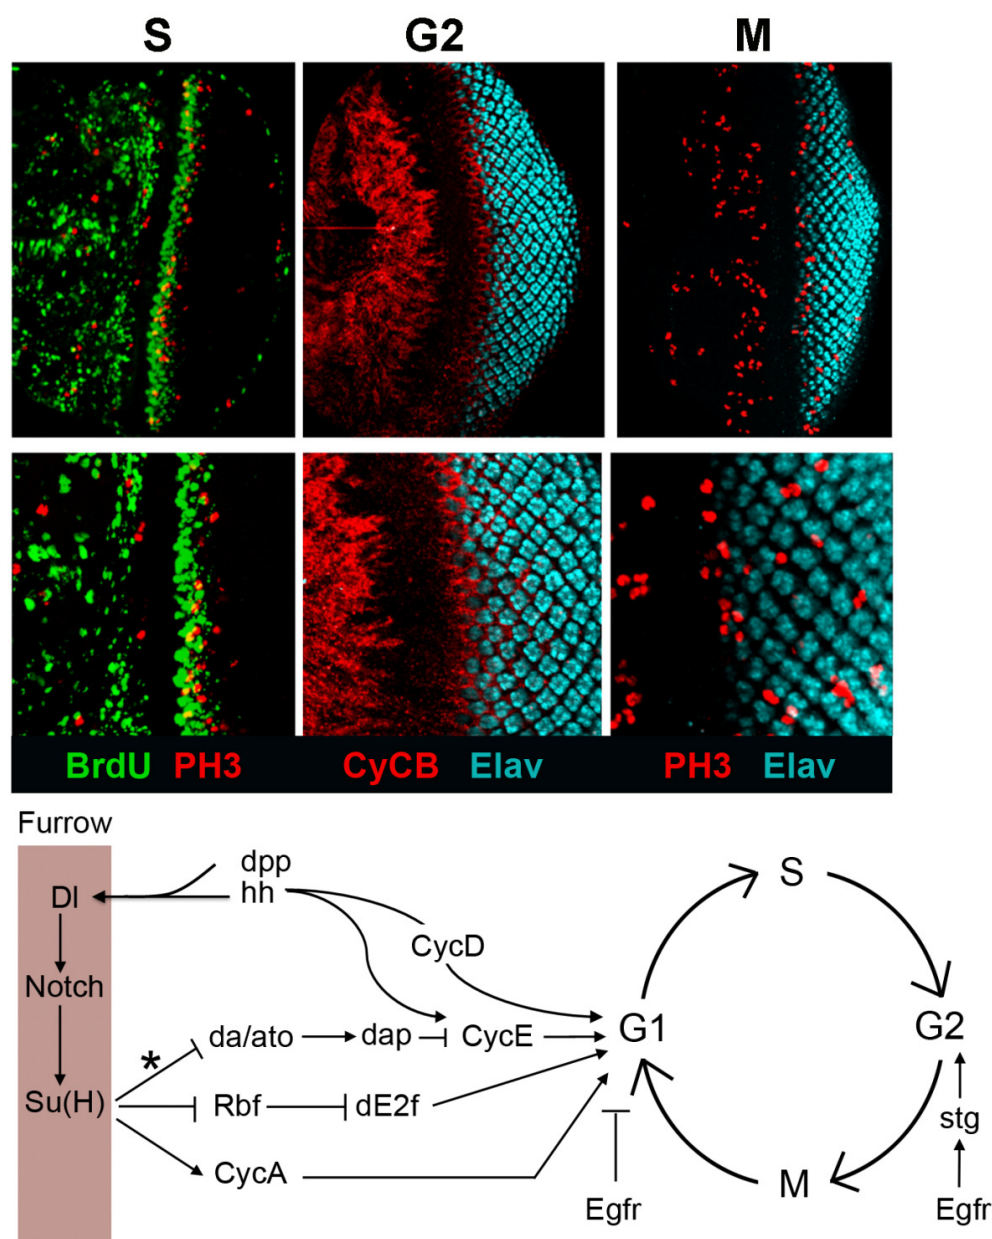 S G2 M
BrdU PH3 CyCB Elav PH3 Elav
Furrow
dpp
hh
Dl
S
CycD
Notch
da/ato dap CycE G1 G2
*
Su(H) Rbf dE2f
stg
CycA M
Egfr Egfr